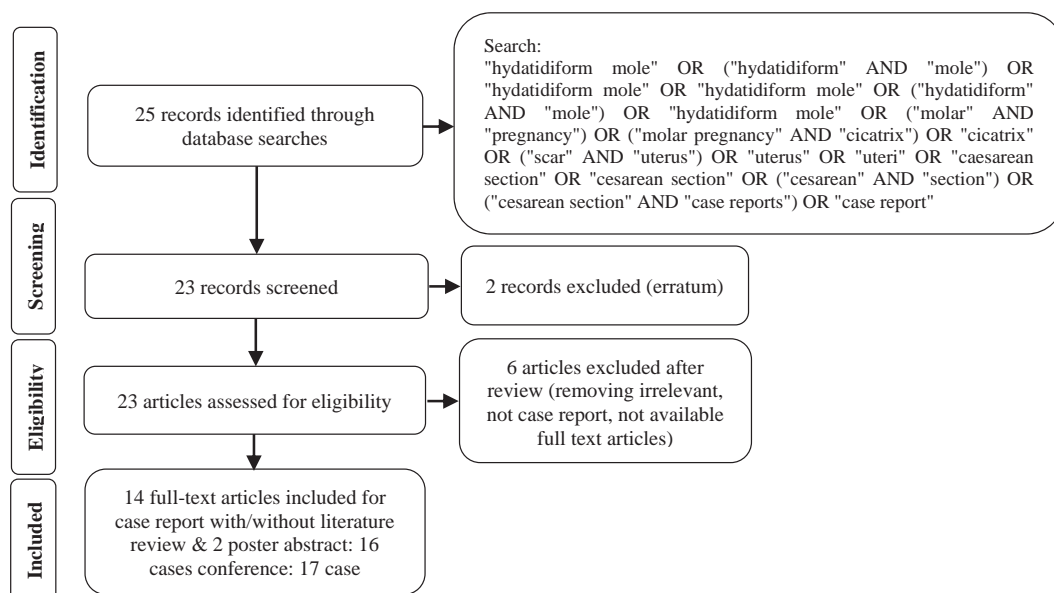 Identification
25 records identified through
database searches
Search:
"hydatidiform mole" OR ("hydatidiform" AND "mole") OR
"hydatidiform mole" OR "hydatidiform mole" OR ("hydatidiform"
AND "mole") OR "hydatidiform mole" OR ("molar" AND
"pregnancy") OR ("molar pregnancy" AND "cicatrix") OR "cicatrix"
OR ("scar" AND "uterus") OR "uterus" OR "uteri" OR "caesarean
section" OR "cesarean section" OR ("cesarean" AND "section") OR
("cesarean section" AND "case reports") OR "case report"
Screening
23 records screened
2 records excluded (erratum)
Eligibility
23 articles assessed for eligibility
6 articles excluded after
review (removing irrelevant,
not case report, not available
full text articles)
Included
14 full-text articles included for
case report with/without literature
review & 2 poster abstract: 16
cases conference: 17 case